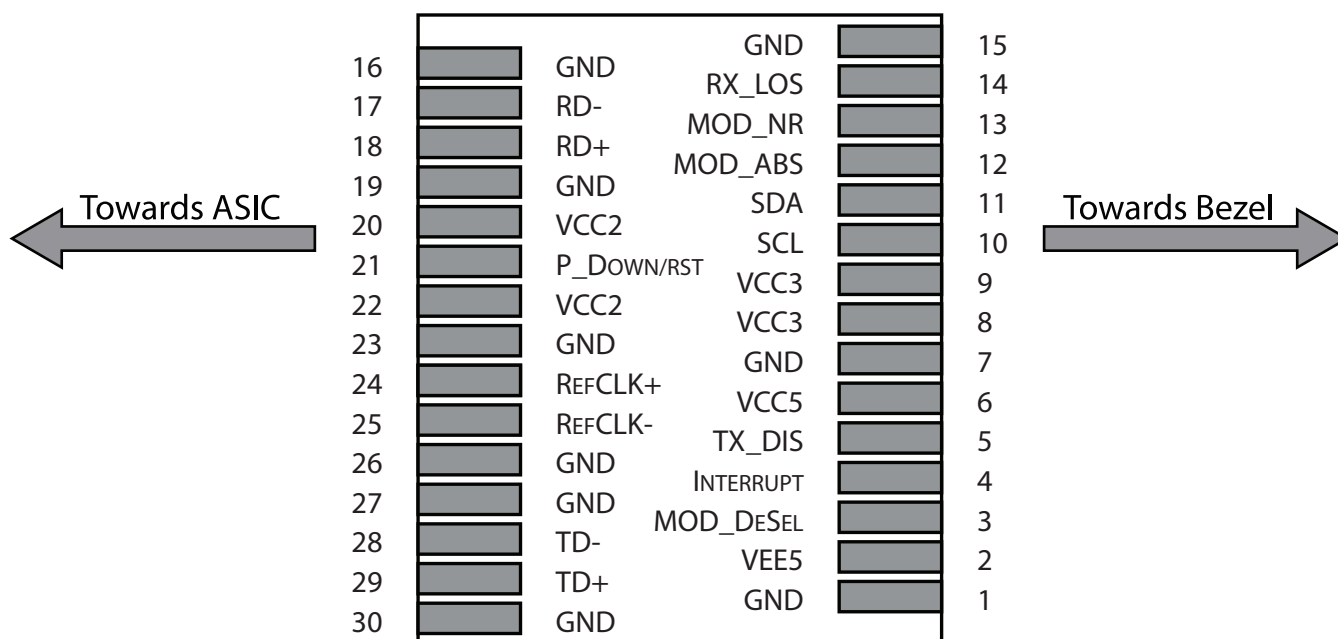 GND 15
16 GND
RX_LOS 14
17 RD-
MOD_NR 13
18 RD+
MOD_ABS 12
19 GND
SDA 11
Towards ASIC
Towards Bezel
20 VCC2
SCL 10
21 P_DOWN/RST
VCC3 9
22 VCC2
VCC3 8
23 GND
GND 7
24 REFCLK+
VCC5 6
25 REFCLK-
TX_DIS 5
26 GND
INTERRUPT 4
27 GND
MOD_DESEL 3
28 TD-
VEE5 2
29 TD+
GND 1
30 GND